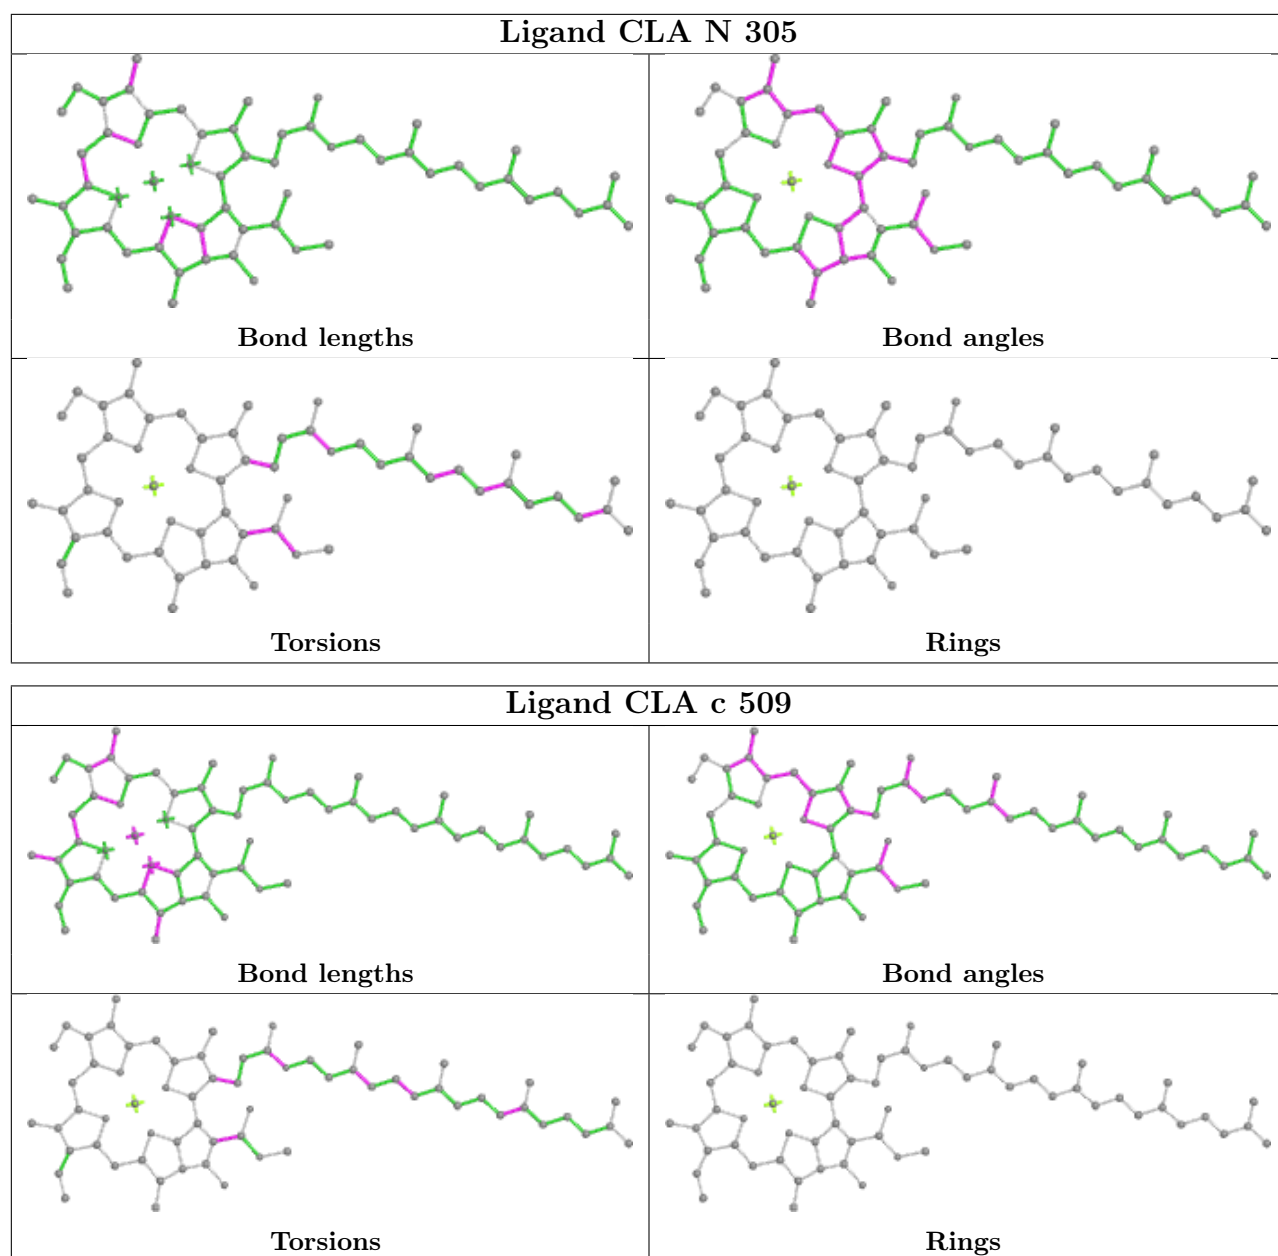 Ligand CLA N 305
Bond lengths
Bond angles
Torsions
Rings
Ligand CLA c 509
Bond lengths
Bond angles
Torsions
Rings